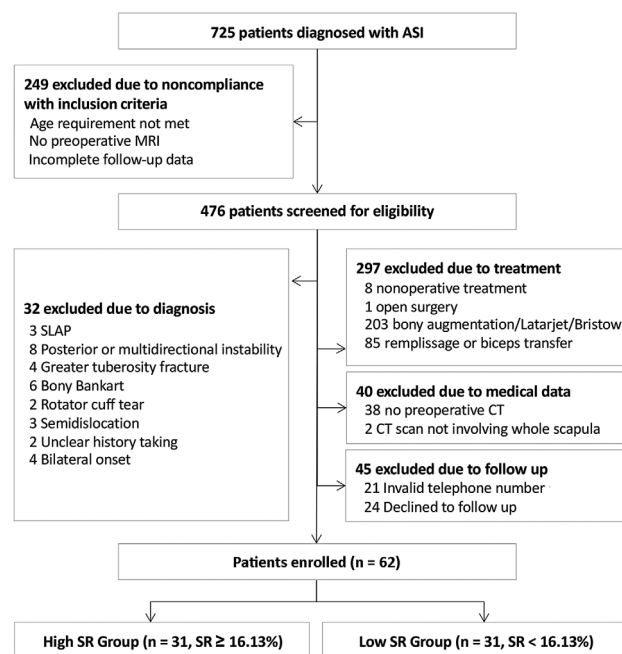 725 patients diagnosed with ASI
249 excluded due to noncompliance
with inclusion criteria
Age requirement not met
No preoperative MRI
Incomplete follow-up data
476 patients screened for eligibility
32 excluded due to diagnosis
3 SLAP
8 Posterior or multidirectional instability
4 Greater tuberosity fracture
6 Bony Bankart
2 Rotator cuff tear
3 Semidislocation
2 Unclear history taking
4 Bilateral onset
297 excluded due to treatment
8 nonoperative treatment
1 open surgery
203 bony augmentation/Latarjet/Bristow
85 remplissage or biceps transfer
40 excluded due to medical data
38 no preoperative CT
2 CT scan not involving whole scapula
45 excluded due to follow up
21 Invalid telephone number
24 Declined to follow up
Patients enrolled (n = 62)
High SR Group (n = 31, SR ≥ 16.13%)
Low SR Group (n = 31, SR < 16.13%)